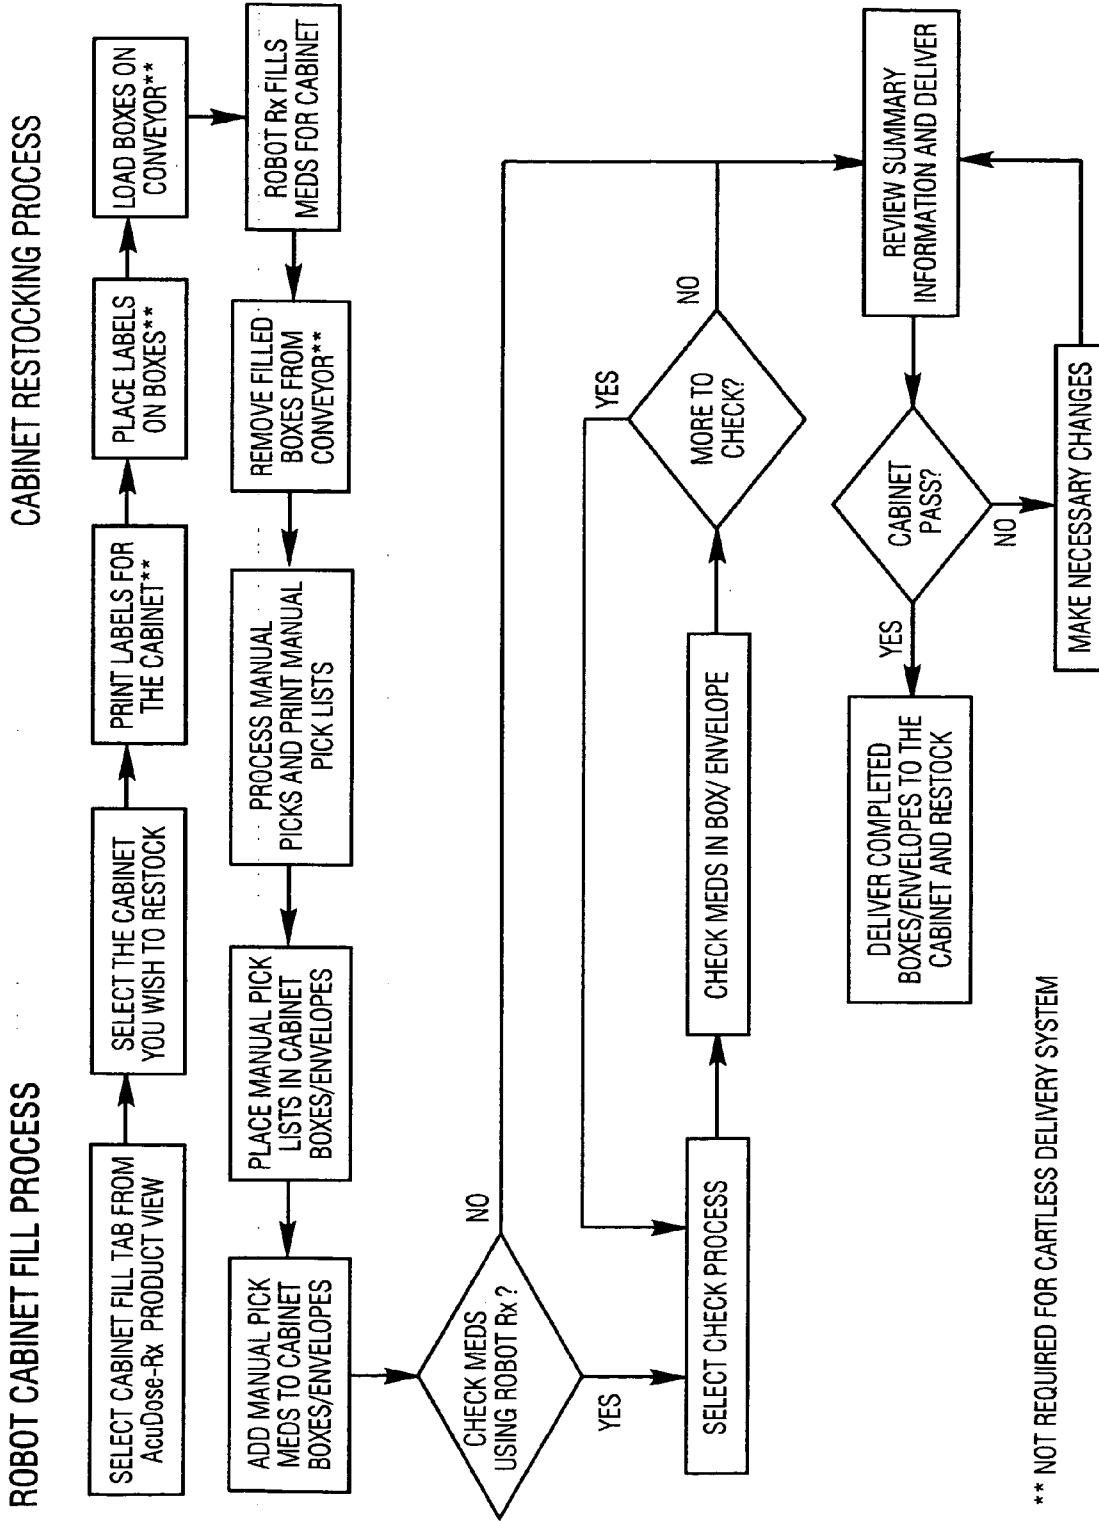 ROBOT CABINET FILL PROCESS
CABINET RESTOCKING PROCESS
SELECT CABINET FILL TAB FROM
AcuDose-Rx PRODUCT VIEW
SELECT THE CABINET
YOU WISH TO RESTOCK
PRINT LABELS FOR
THE CABINET**
PLACE LABELS
ON BOXES**
LOAD BOXES ON
CONVEYOR**
ROBOT Rx FILLS
MEDS FOR CABINET
REMOVE FILLED
BOXES FROM
CONVEYOR**
PROCESS MANUAL
PICKS AND PRINT MANUAL
PICK LISTS
PLACE MANUAL PICK
LISTS IN CABINET
BOXES/ENVELOPES
ADD MANUAL PICK
MEDS TO CABINET
BOXES/ENVELOPES
CHECK MEDS
USING ROBOT Rx?
NO
YES
SELECT CHECK PROCESS
CHECK MEDS IN BOX/ ENVELOPE
MORE TO
CHECK?
YES
NO
REVIEW SUMMARY
INFORMATION AND DELIVER
CABINET
PASS?
YES
NO
DELIVER COMPLETED
BOXES/ENVELOPES TO THE
CABINET AND RESTOCK
MAKE NECESSARY CHANGES
** NOT REQUIRED FOR CARTLESS DELIVERY SYSTEM